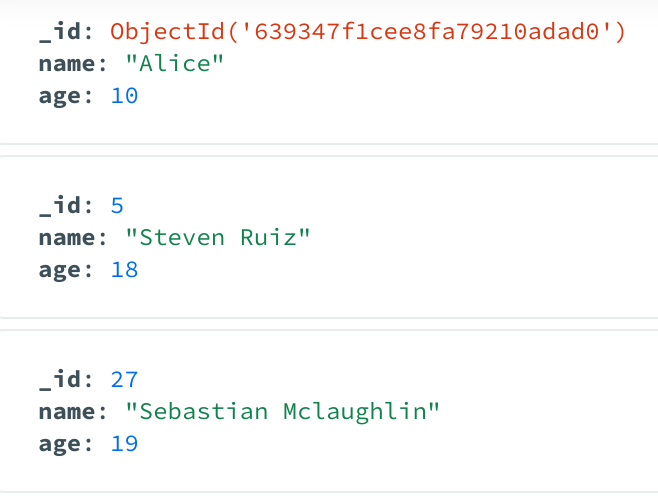 _id: ObjectId('639347f1cee8fa79210adad0')
name: "Alice"
age: 10
_id: 5
name: "Steven Ruiz"
age: 18
_id: 27
name: "Sebastian Mclaughlin"
age: 19